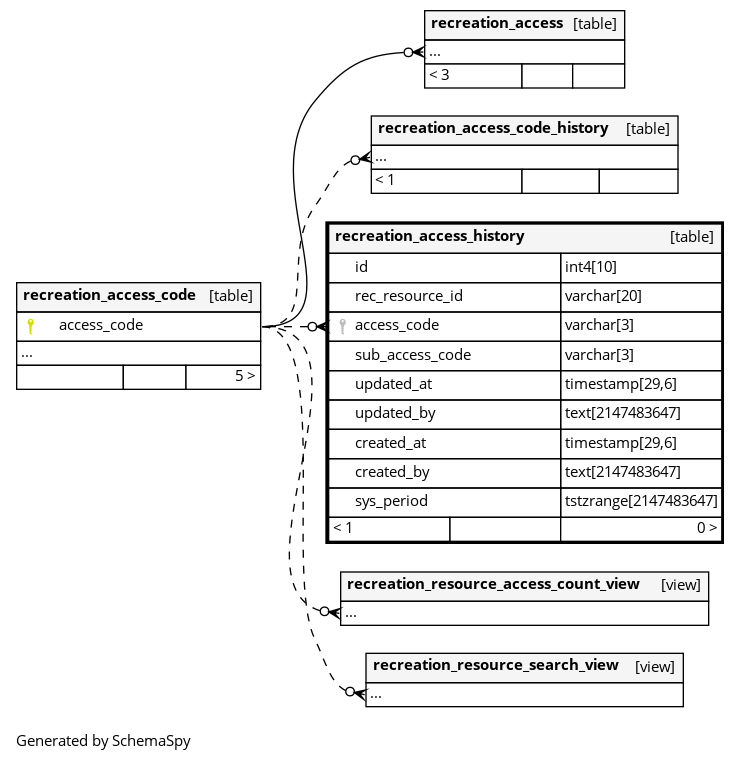 recreation_access [table]
...
< 3
recreation_access_code_history [table]
...
< 1
recreation_access_history [table]
id int4[10]
rec_resource_id varchar[20]
access_code varchar[3]
sub_access_code varchar[3]
updated_at timestamp[29,6]
updated_by text[2147483647]
created_at timestamp[29,6]
created_by text[2147483647]
sys_period tstzrange[2147483647]
< 1 0 >
recreation_access_code [table]
access_code
...
5 >
recreation_resource_access_count_view [view]
...
recreation_resource_search_view [view]
...
Generated by SchemaSpy